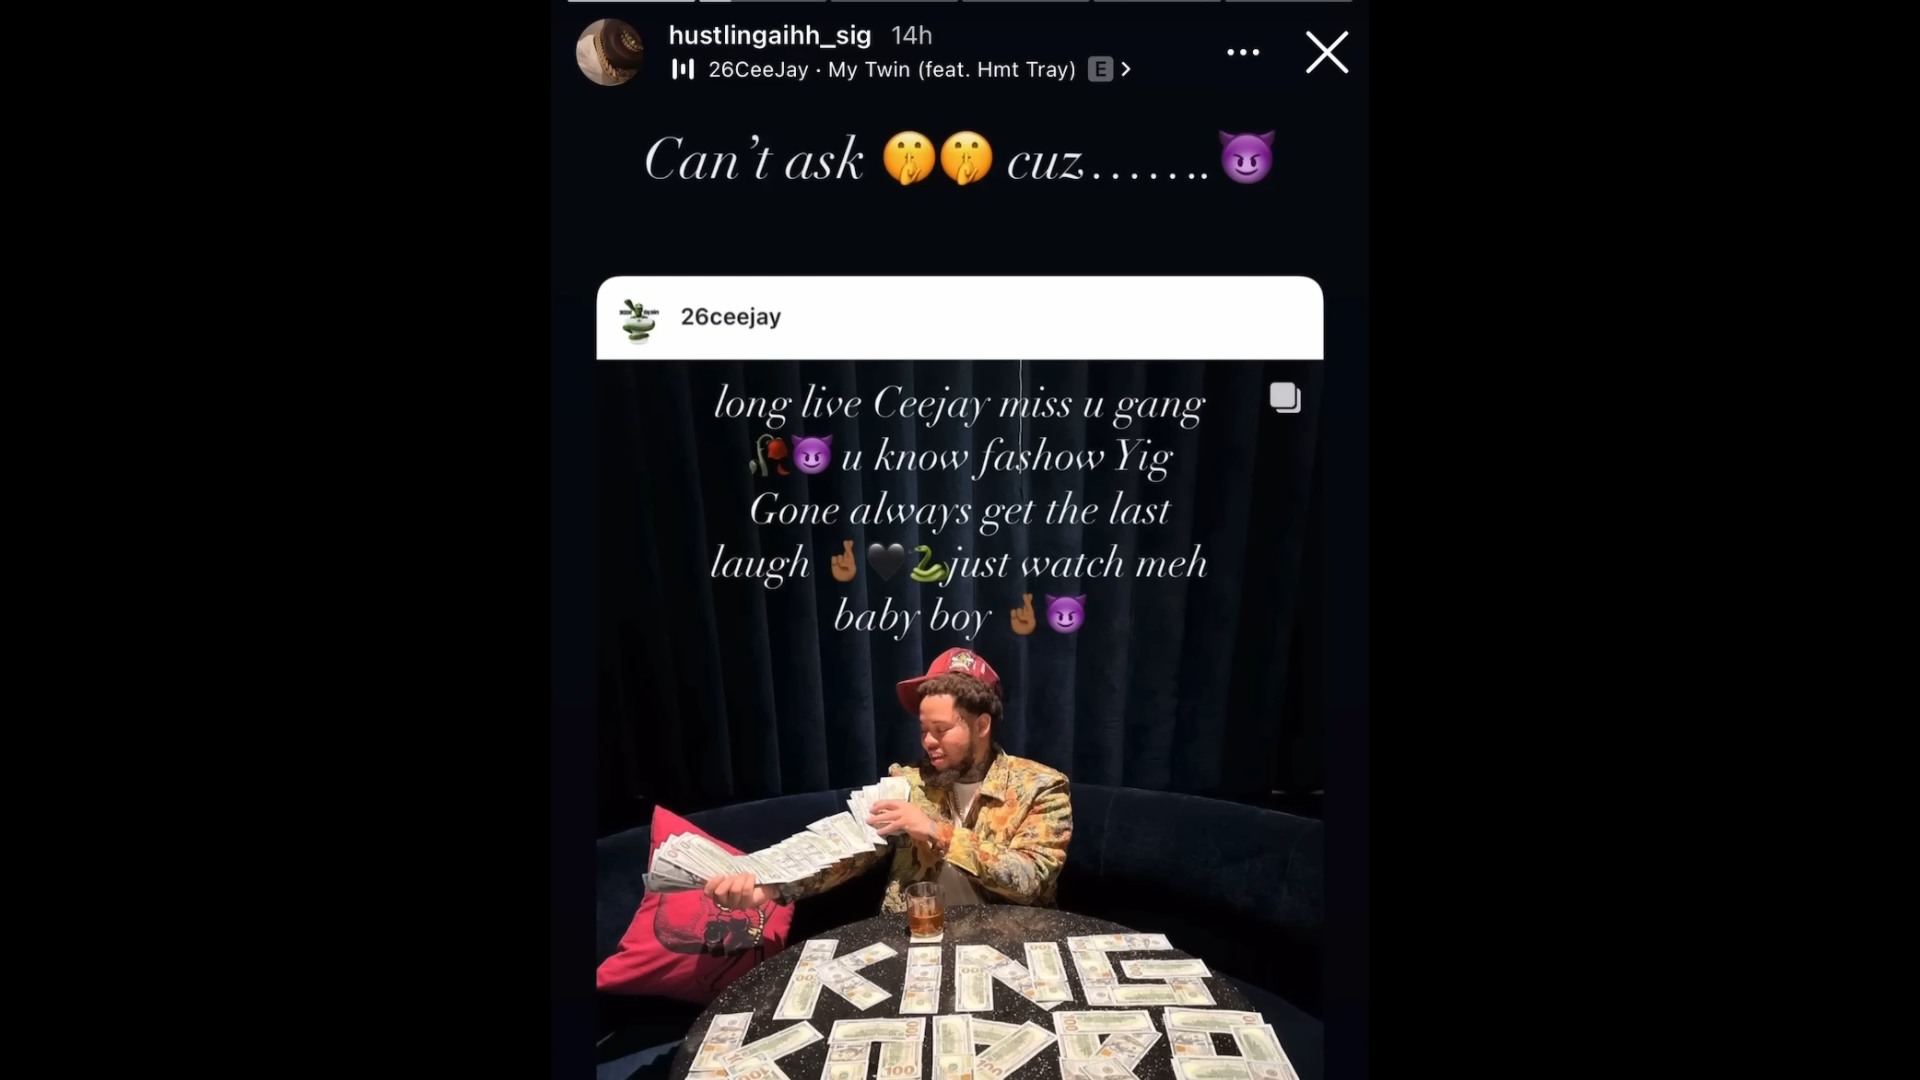 hustlingaihh_sig 14h
26CeeJay · My Twin (feat. Hmt Tray) E
Can't ask 🤫🤫 cuz.......😈
26ceejay
long live Ceejay miss u gang
🥀😈 u know fashow Yig
Gone always get the last
laugh 🤞🏾🖤🐍just watch meh
baby boy 🤞🏾😈
KING
KAPPO